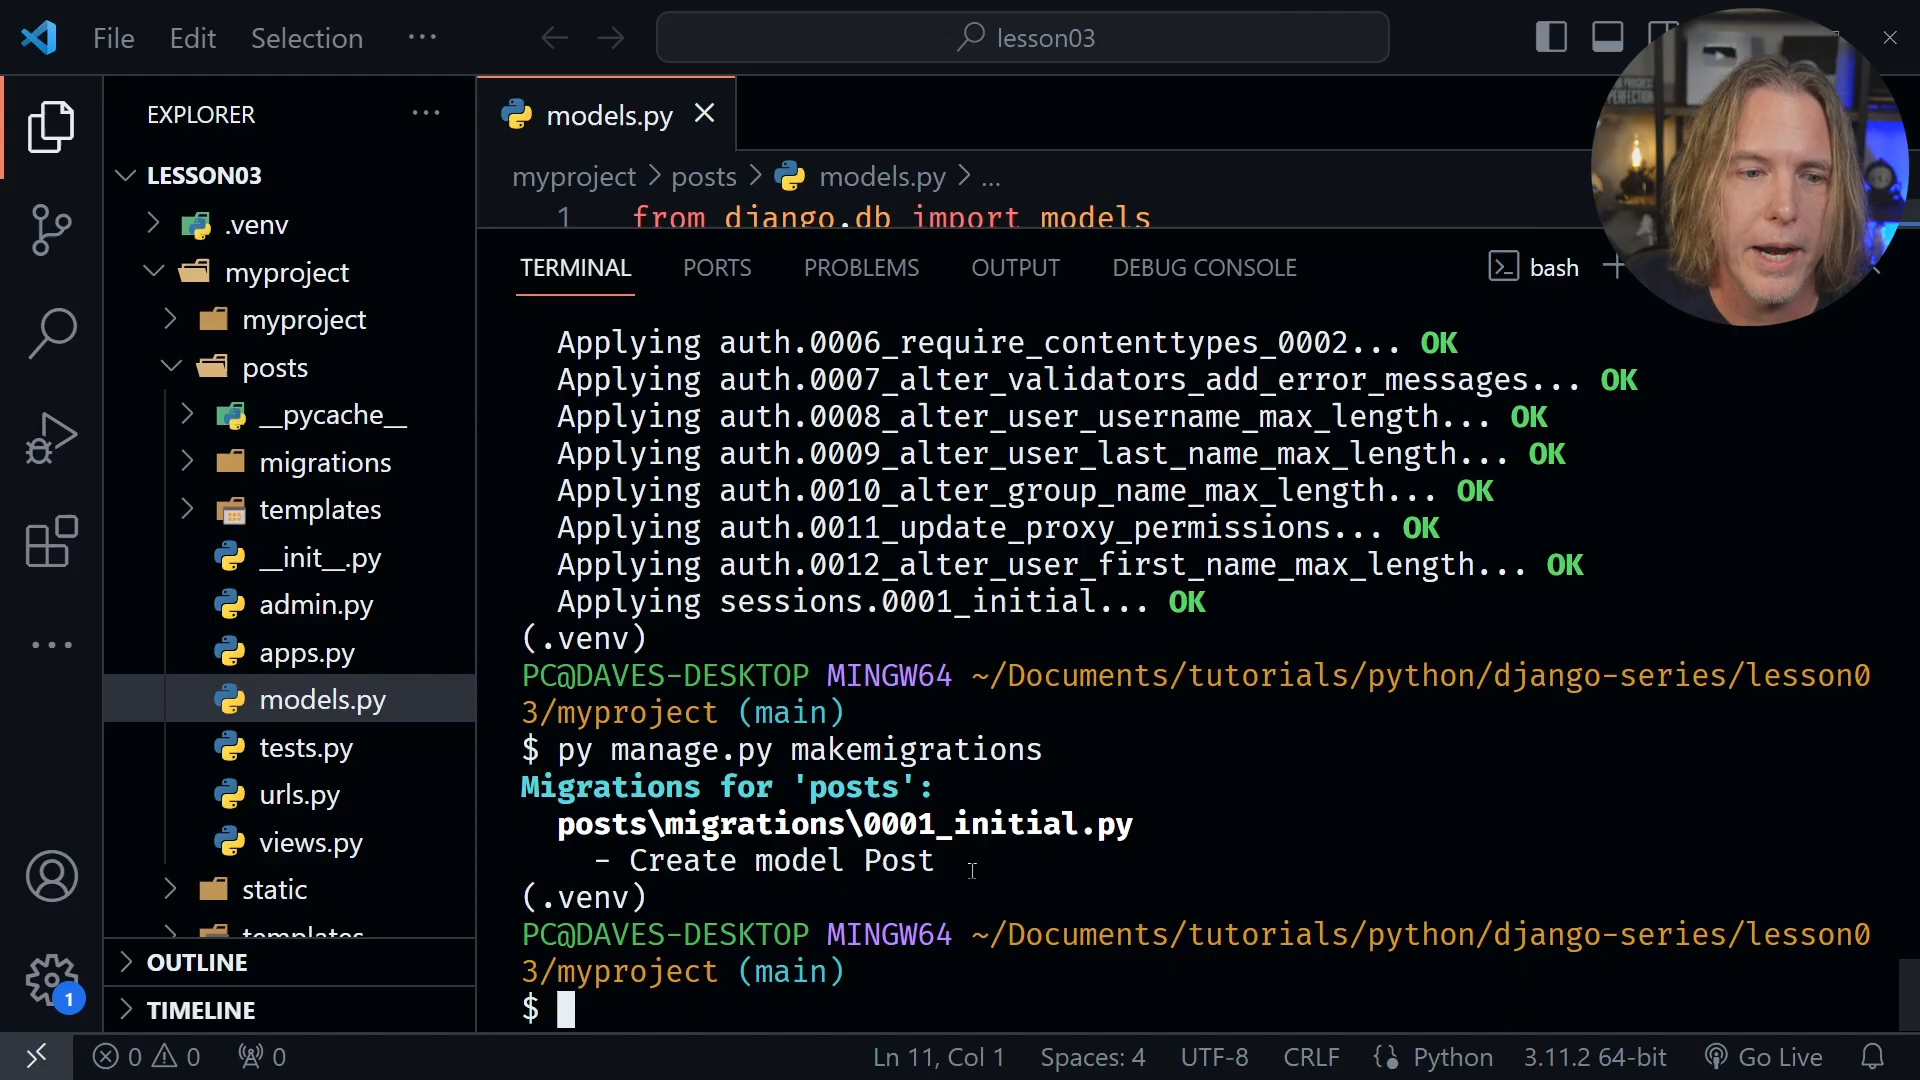 File Edit Selection ... lesson03
EXPLORER ...
LESSON03
.venv
myproject
myproject
posts
__pycache__
migrations
templates
__init__.py
admin.py
apps.py
models.py
tests.py
urls.py
views.py
static
templates
OUTLINE
TIMELINE
1
models.py
myproject > posts > models.py > ...
1 from django.db import models
TERMINAL PORTS PROBLEMS OUTPUT DEBUG CONSOLE bash
Applying auth.0006_require_contenttypes_0002... OK
Applying auth.0007_alter_validators_add_error_messages... OK
Applying auth.0008_alter_user_username_max_length... OK
Applying auth.0009_alter_user_last_name_max_length... OK
Applying auth.0010_alter_group_name_max_length... OK
Applying auth.0011_update_proxy_permissions... OK
Applying auth.0012_alter_user_first_name_max_length... OK
Applying sessions.0001_initial... OK
(.venv)
PC@DAVES-DESKTOP MINGW64 ~/Documents/tutorials/python/django-series/lesson0
3/myproject (main)
$ py manage.py makemigrations
Migrations for 'posts':
posts\migrations\0001_initial.py
- Create model Post
(.venv)
PC@DAVES-DESKTOP MINGW64 ~/Documents/tutorials/python/django-series/lesson0
3/myproject (main)
$
0 0 0 Ln 11, Col 1 Spaces: 4 UTF-8 CRLF Python 3.11.2 64-bit Go Live